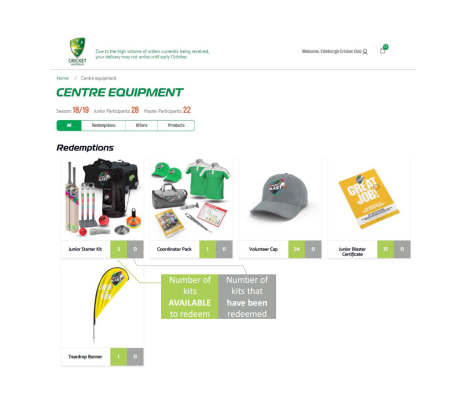 CRICKET
AUSTRALIA
Due to the high volume of orders currently being received,
your delivery may not arrive until early October
Welcome, Edinburgh Cricket Club
Home / Centre equipment
CENTRE EQUIPMENT
Season: 18/19 Junior Participants: 28 Master Participants: 22
All Redemptions Offers Products
Redemptions
GREAT
JOB!
Junior Starter Kit 3 0
Coordinator Pack 1 0
Volunteer Cap 24 0
Junior Blaster
Certificate 12 0
Number of
kits
AVAILABLE
to redeem
Number of
kits that
have been
redeemed
Teardrop Banner 1 0